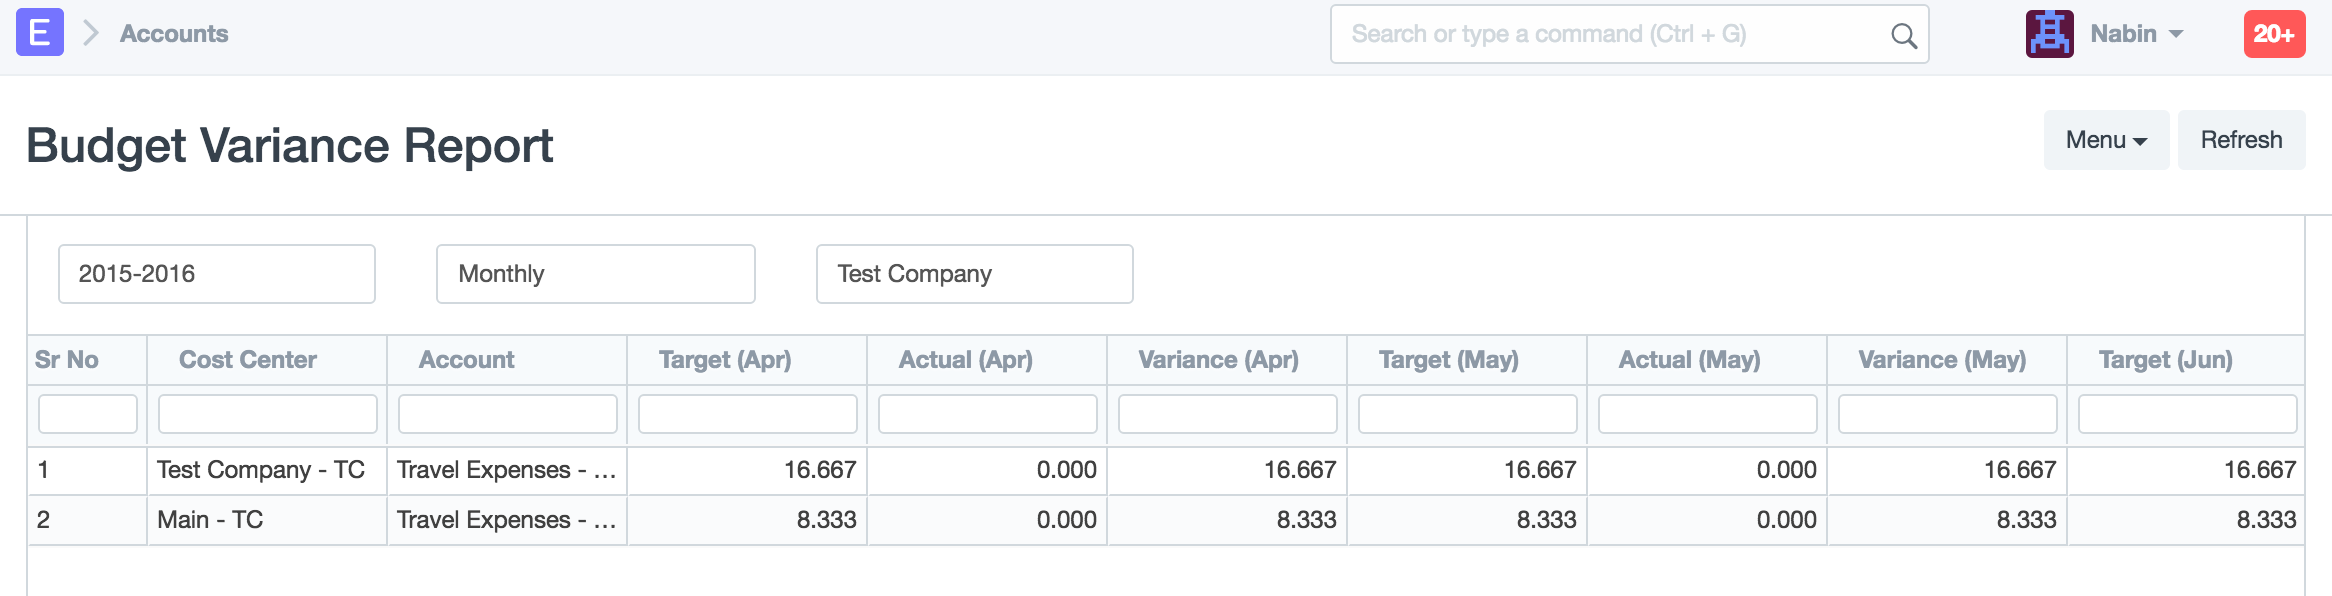 E Accounts Search or type a command (Ctrl + G) Nabin 20+
Budget Variance Report Menu Refresh
2015-2016 Monthly Test Company
Sr No Cost Center Account Target (Apr) Actual (Apr) Variance (Apr) Target (May) Actual (May) Variance (May) Target (Jun)
1 Test Company - TC Travel Expenses - ... 16.667 0.000 16.667 16.667 0.000 16.667 16.667
2 Main - TC Travel Expenses - ... 8.333 0.000 8.333 8.333 0.000 8.333 8.333